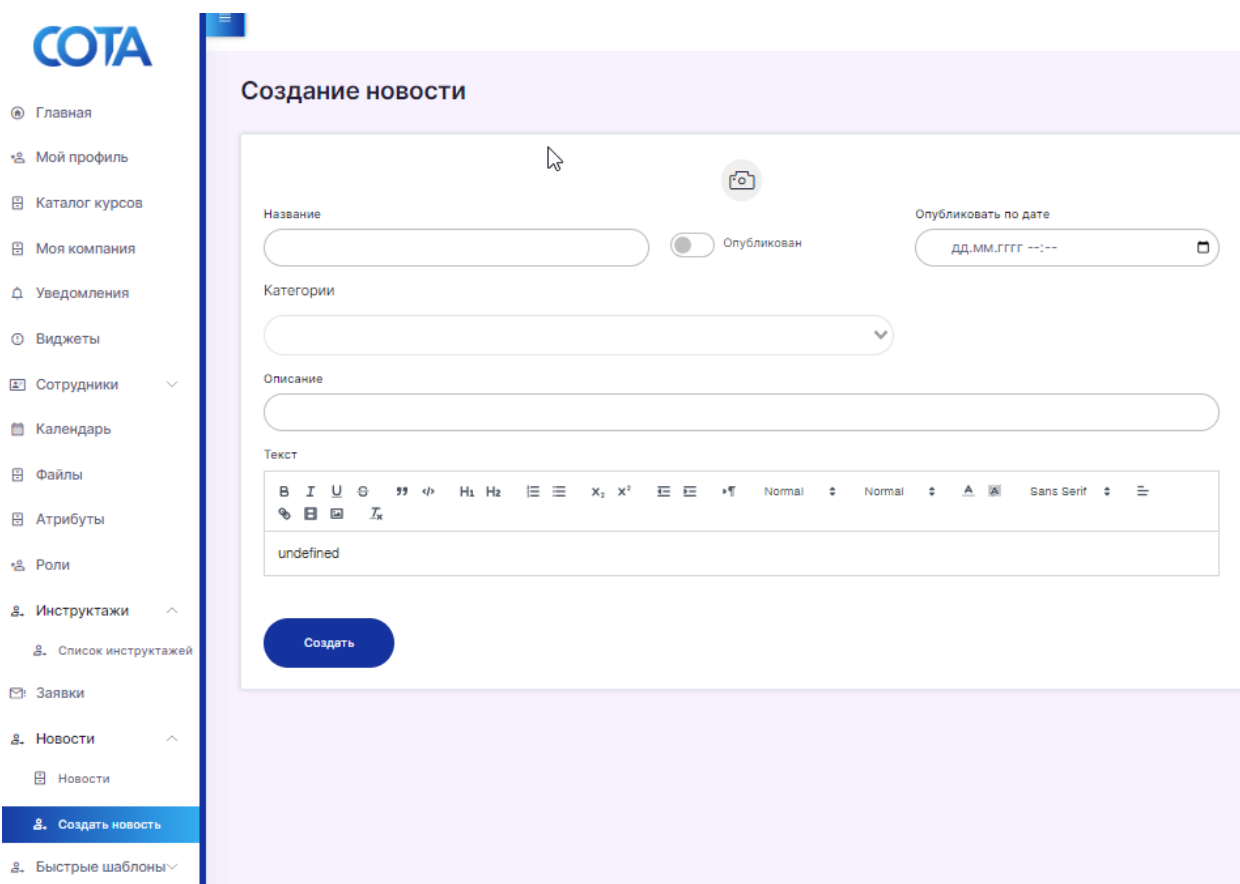 СОТА
Главная
Мой профиль
Каталог курсов
Моя компания
Уведомления
Виджеты
Сотрудники
Календарь
Файлы
Атрибуты
Роли
Инструктажи
Список инструктажей
Заявки
Новости
Новости
Создать новость
Быстрые шаблоны
Создание новости
Название
Опубликован
Опубликовать по дате
дд.мм.гггг --:--
Категории
Описание
Текст
B I U S ” </> H1 H2 X2 X² ¶ Normal Normal A A Sans Serif
Tx
undefined
Создать